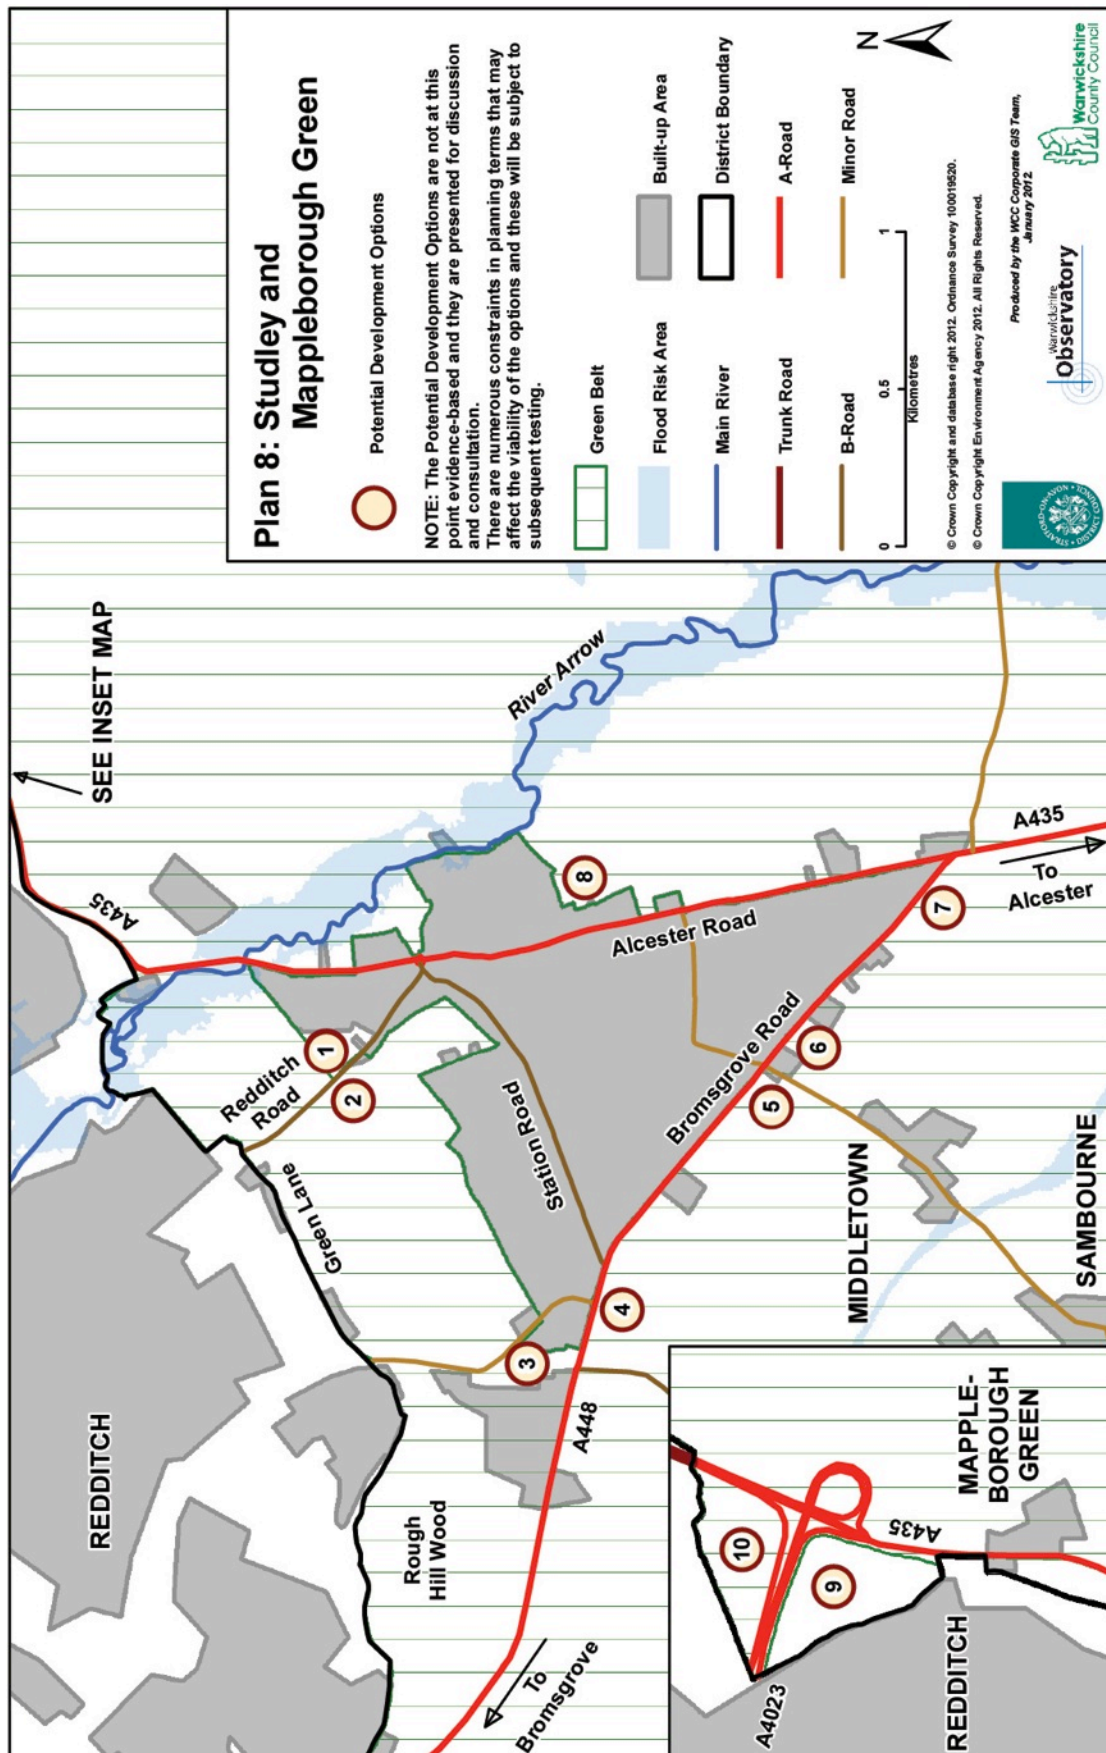 Plan 8: Studley and
Mappleborough Green
Potential Development Options
NOTE: The Potential Development Options are not at this
point evidence-based and they are presented for discussion
and consultation.
There are numerous constraints in planning terms that may
affect the viability of the options and these will be subject to
subsequent testing.
Green Belt
Built-up Area
Flood Risk Area
District Boundary
Main River
A-Road
Trunk Road
Minor Road
B-Road
N
0
0.5
1
Kilometres
© Crown Copyright and database right 2012. Ordnance Survey 100019520.
© Crown Copyright Environment Agency 2012. All Rights Reserved.
Produced by the WCC Corporate GIS Team,
January 2012.
STRATFORD-ON-AVON • DISTRICT COUNCIL •
Warwickshire
Observatory
Warwickshire
County Council
SEE INSET MAP
A435
River Arrow
REDDITCH
Redditch
Road
1
2
Green Lane
Station Road
8
Alcester Road
Bromsgrove Road
3
4
5
6
7
A435
To
Alcester
Rough
Hill Wood
A448
To
Bromsgrove
MIDDLETOWN
SAMBOURNE
10
9
A4023
A435
REDDITCH
MAPPLE-
BOROUGH
GREEN